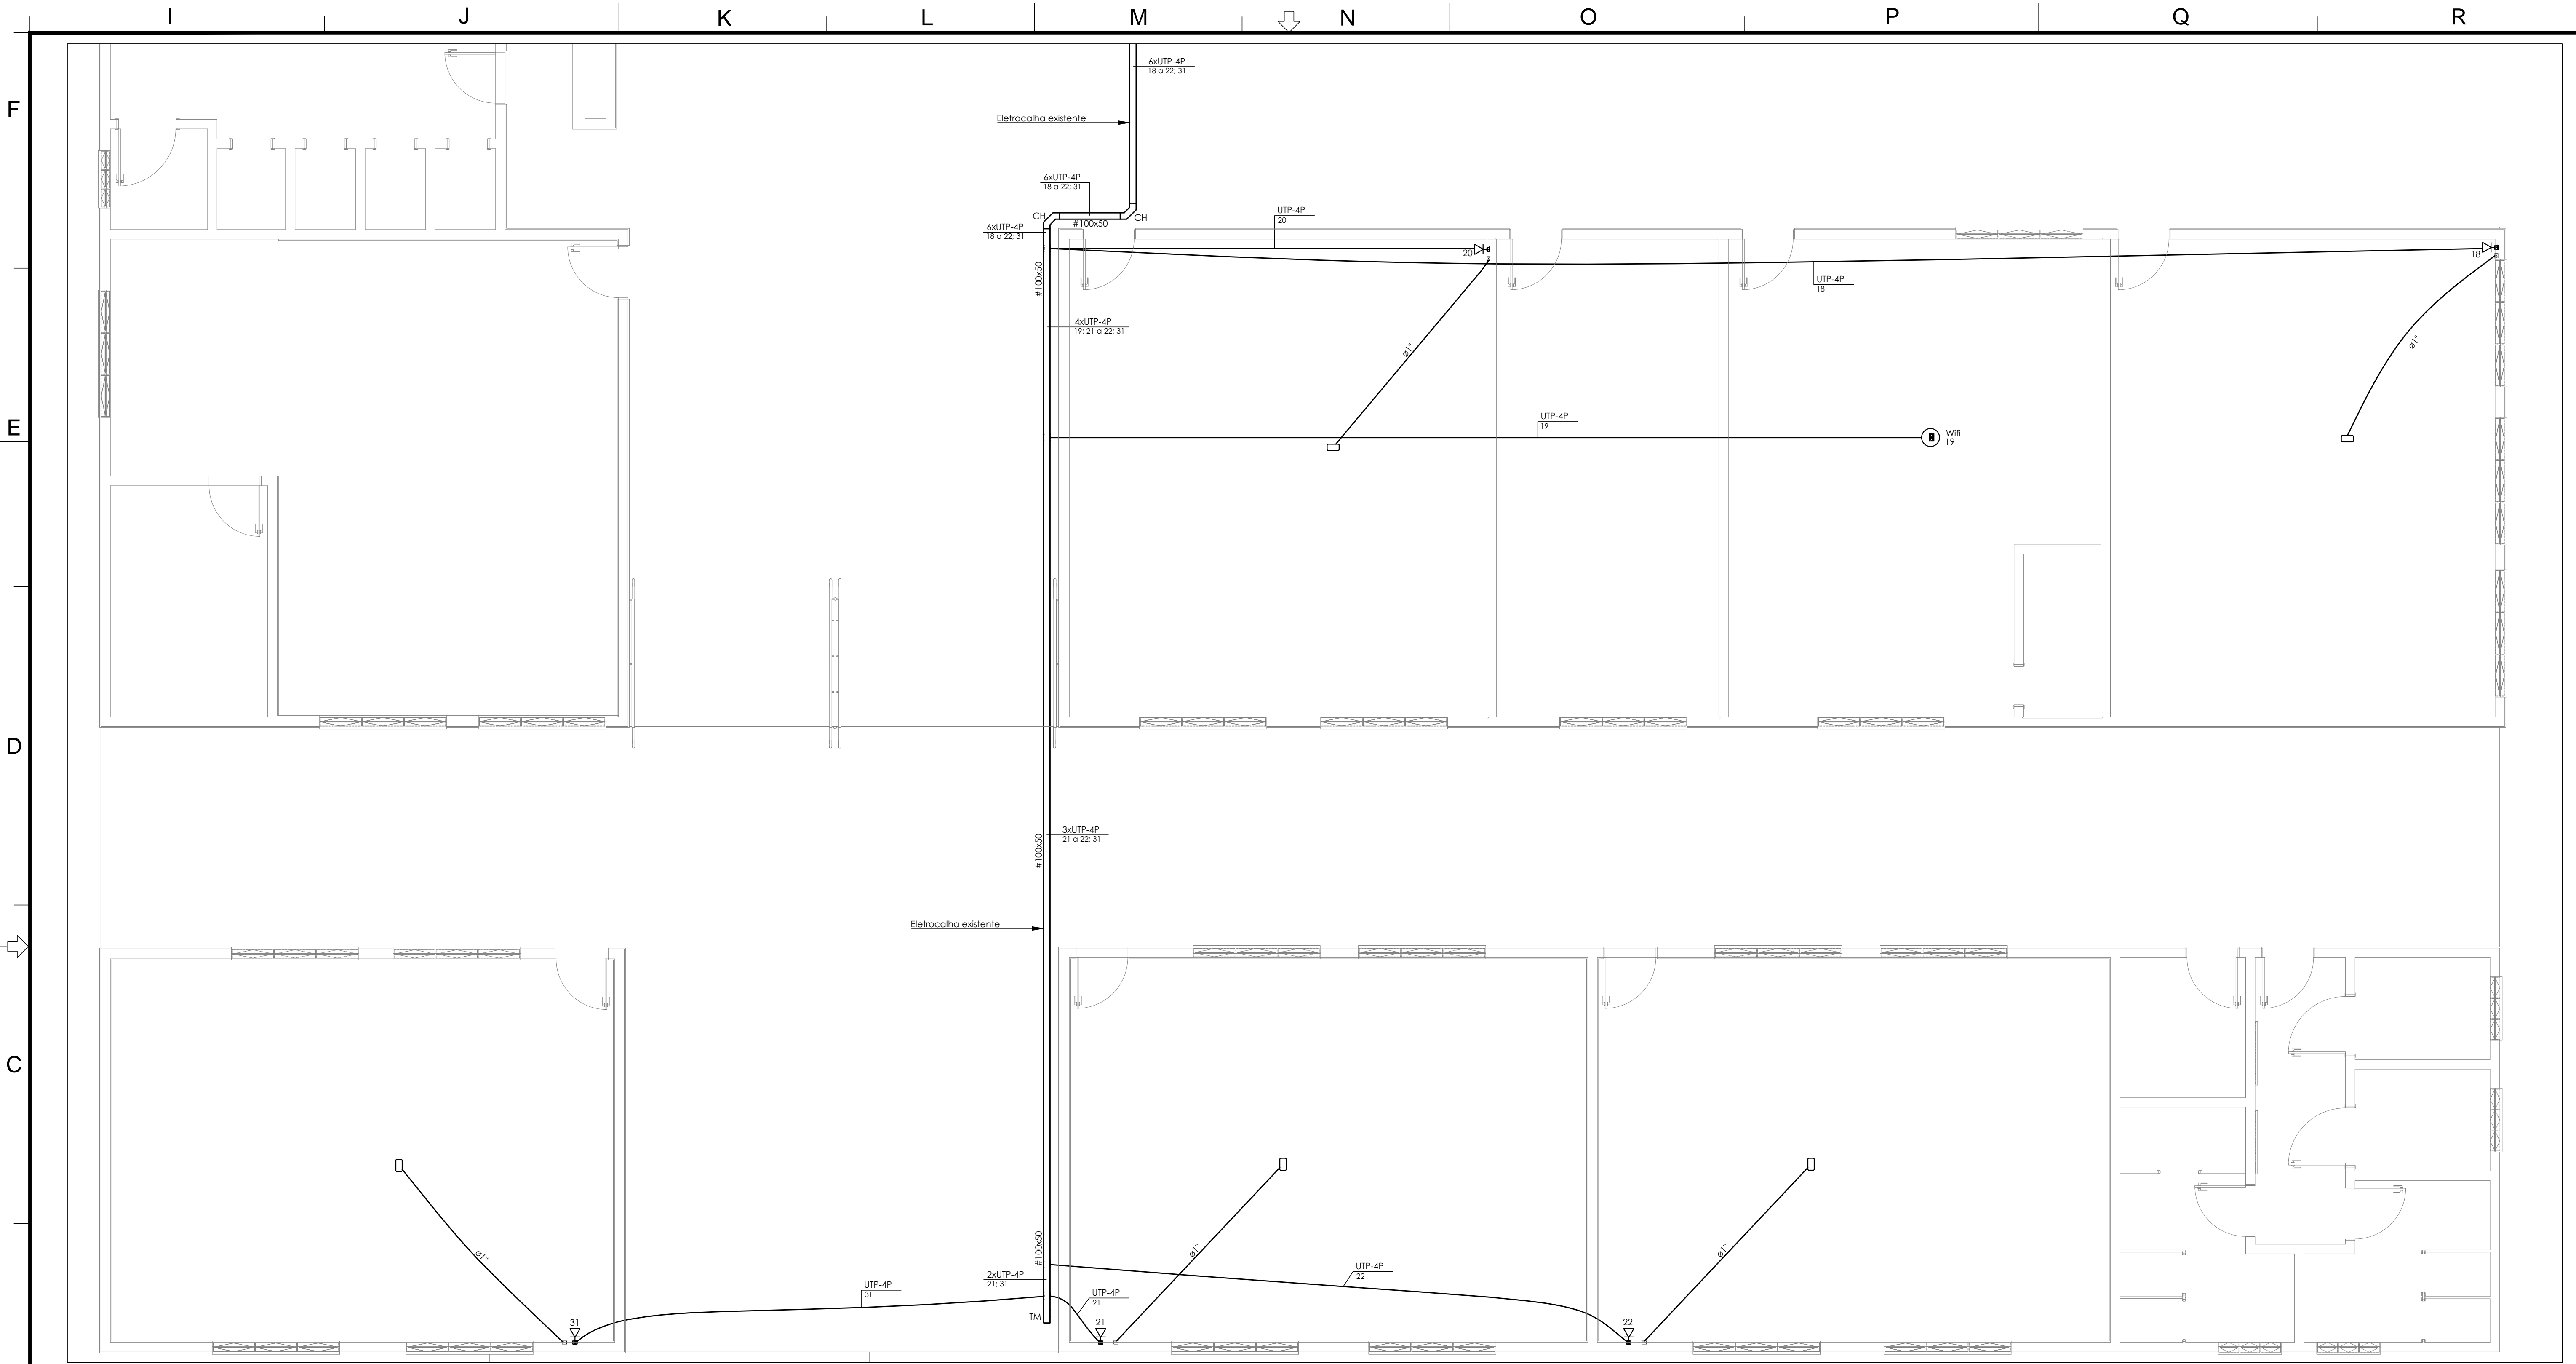 I J K L M N O P Q R
F
6xUTP-4P
18 a 22; 31
Eletrocalha existente
6xUTP-4P
18 a 22; 31
CH
#100x50
CH
6xUTP-4P
18 a 22; 31
UTP-4P
20
20
18
#100x50
UTP-4P
18
4xUTP-4P
19; 21 a 22; 31
ø1"
ø1"
E
UTP-4P
19
Wifi
19
D
3xUTP-4P
21 a 22; 31
#100x50
Eletrocalha existente
C
ø1"
ø1"
ø1"
#100x50
2xUTP-4P
21; 31
UTP-4P
22
UTP-4P
31
UTP-4P
21
TM
31
21
22